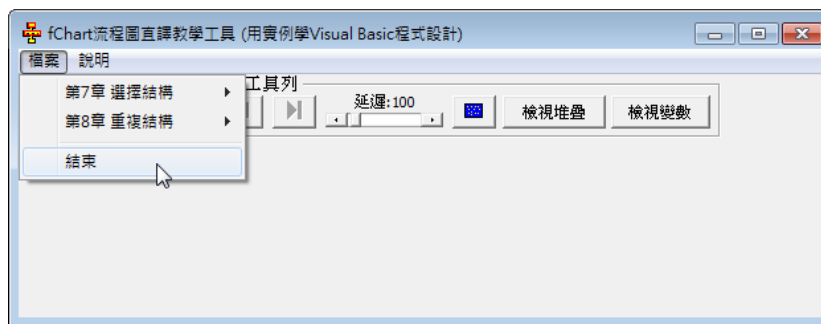 fChart流程圖直譯教學工具 (用實例學Visual Basic程式設計)
檔案 說明
工具列
第7章 選擇結構
第8章 重複結構
結束
延遲:100
檢視堆疊 檢視變數